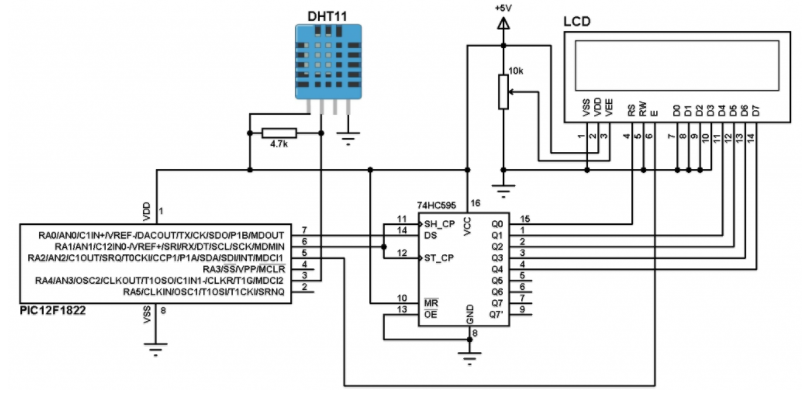 +5V
DHT11
LCD
10k
4.7k
VSS
VDD
VEE
RS
RW
E
D0
D1
D2
D3
D4
D5
D6
D7
1
2
3
4
5
6
7
8
9
10
11
12
13
14
VDD
1
RA0/AN0/C1IN+/VREF-/DACOUT/TX/CK/SDO/P1B/MDOUT 7
RA1/AN1/C12IN0-/VREF+/SRI/RX/DT/SCL/SCK/MDMIN 6
RA2/AN2/C1OUT/SRQ/T0CKI/CCP1/P1A/SDA/SDI/INT/MDCI1 5
RA3/SS/VPP/MCLR 4
RA4/AN3/OSC2/CLKOUT/T1OSO/C1IN1-/CLKR/T1G/MDCI2 3
RA5/CLKIN/OSC1/T1OSI/T1CKI/SRNQ 2
PIC12F1822
VSS
8
74HC595
16
VCC
11 SH_CP
14 DS
12 ST_CP
10 MR
13 OE
GND
8
Q0 15
Q1 1
Q2 2
Q3 3
Q4 4
Q5 5
Q6 6
Q7 7
Q7' 9